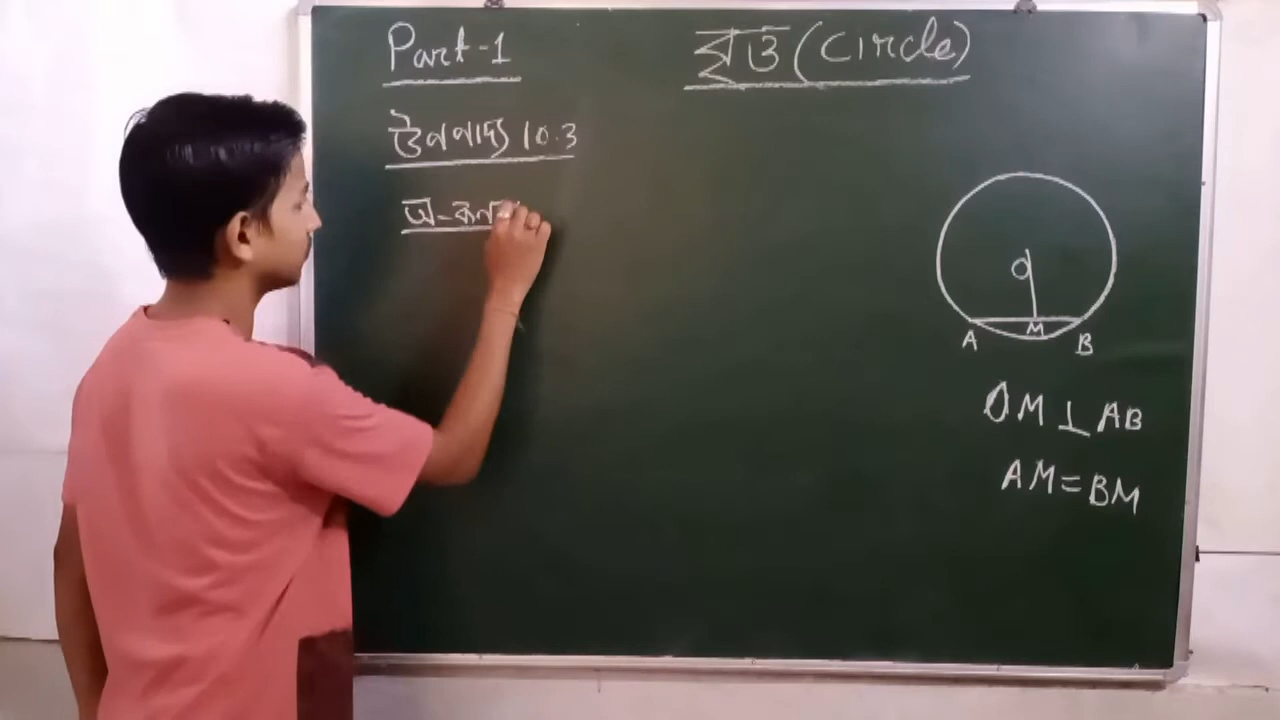 Part-1
বৃত্ত (Circle)
উপপাদ্য 10.3
O
A M B
OM ⊥ AB
AM = BM